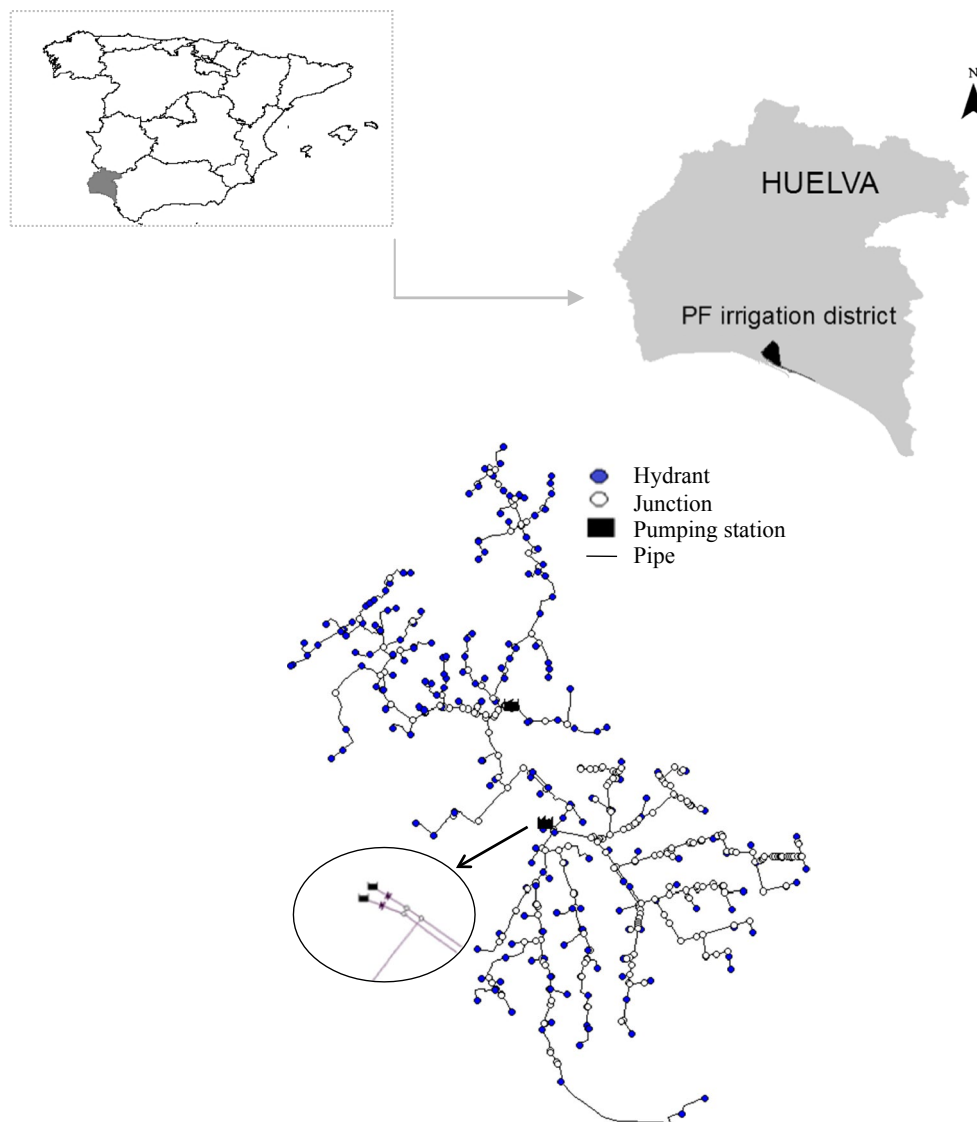 N
HUELVA
PF irrigation district
Hydrant
Junction
Pumping station
Pipe